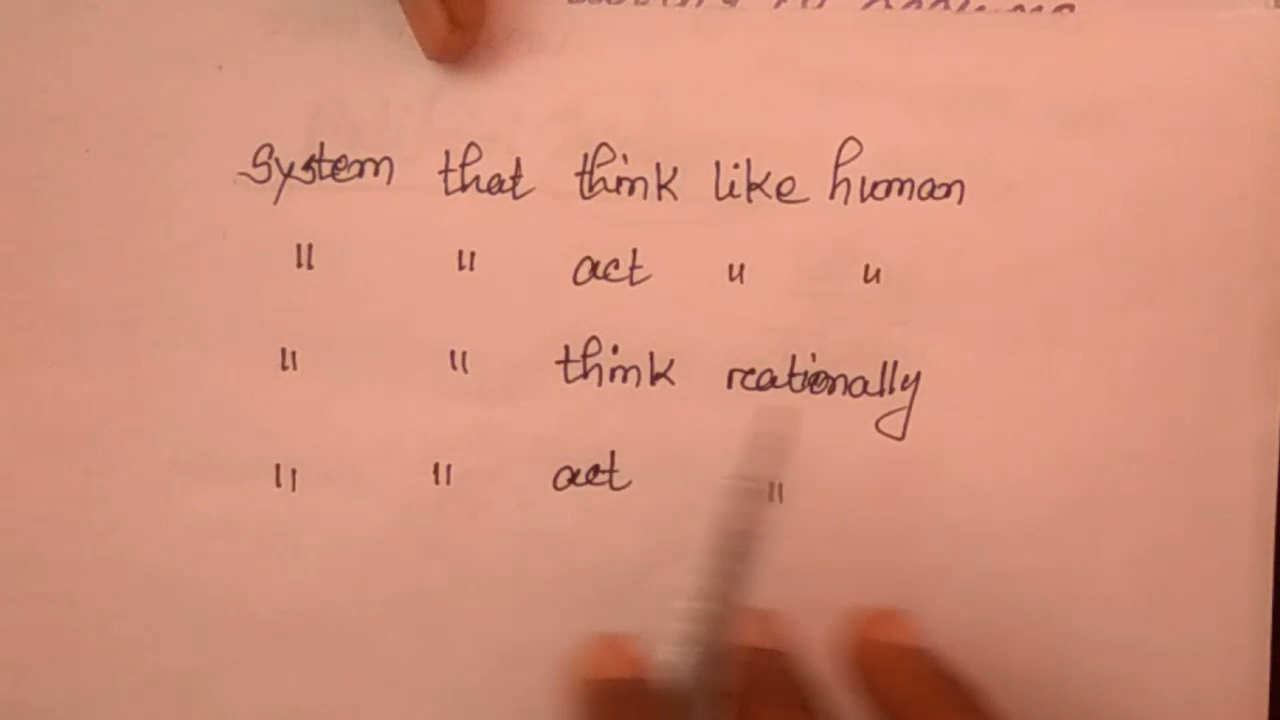 System that think like human
" " act " "
" " think rationally
" " act "